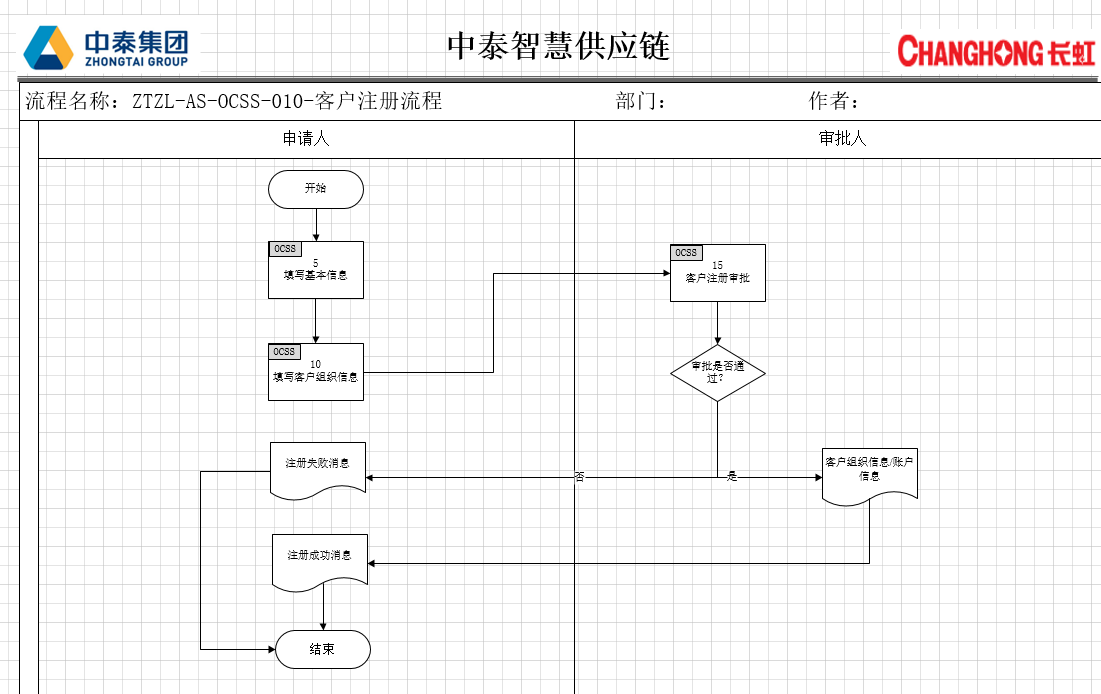 中泰集团
ZHONGTAI GROUP
中泰智慧供应链
CHANGHONG 长虹
流程名称: ZTZL-AS-OCSS-010-客户注册流程
部门:
作者:
申请人
审批人
开始
OCSS
5
填写基本信息
OCSS
15
客户注册审批
OCSS
10
填写客户组织信息
审批是否通
过?
注册失败消息
否
是
客户组织信息/账户
信息
注册成功消息
结束